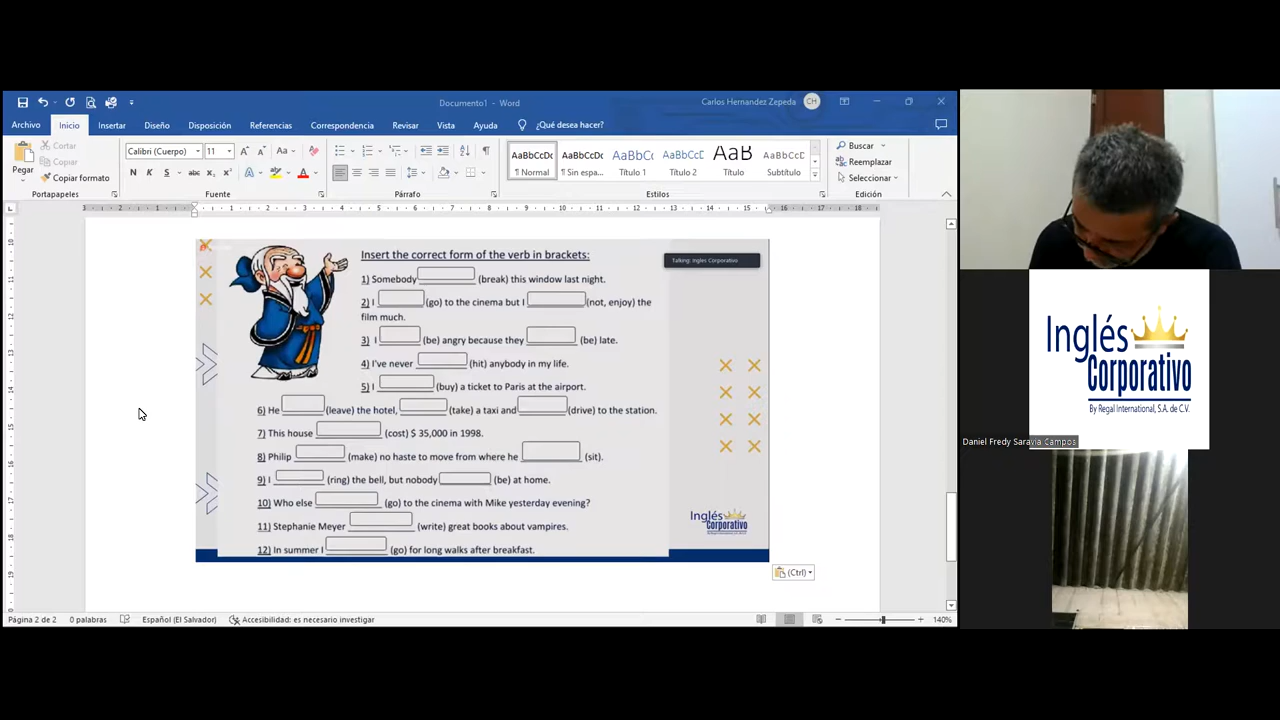 Documento1 - Word
Carlos Hernandez Zepeda
CH
Archivo
Inicio
Insertar
Diseño
Disposición
Referencias
Correspondencia
Revisar
Vista
Ayuda
¿Qué desea hacer?
Pegar
Cortar
Copiar
Copiar formato
Portapapeles
Calibri (Cuerpo)
11
Fuente
Párrafo
AaBbCcDc
¶ Normal
AaBbCcDc
¶ Sin espa...
AaBbCc
Título 1
AaBbCcD
Título 2
AaB
Título
AaBbCcD
Subtítulo
Estilos
Buscar
Reemplazar
Seleccionar
Edición
Insert the correct form of the verb in brackets:
Talking: Ingles Corporativo
1) Somebody (break) this window last night.
2) I (go) to the cinema but I (not, enjoy) the
film much.
3) I (be) angry because they (be) late.
4) I've never (hit) anybody in my life.
5) I (buy) a ticket to Paris at the airport.
6) He (leave) the hotel, (take) a taxi and (drive) to the station.
7) This house (cost) $ 35,000 in 1998.
8) Philip (make) no haste to move from where he (sit).
9) I (ring) the bell, but nobody (be) at home.
10) Who else (go) to the cinema with Mike yesterday evening?
11) Stephanie Meyer (write) great books about vampires.
12) In summer I (go) for long walks after breakfast.
Inglés
Corporativo
(Ctrl)
Página 2 de 2
0 palabras
Español (El Salvador)
Accesibilidad: es necesario investigar
140%
Inglés
Corporativo
By Regal International, S.A. de C.V.
Daniel Fredy Saravia Campos